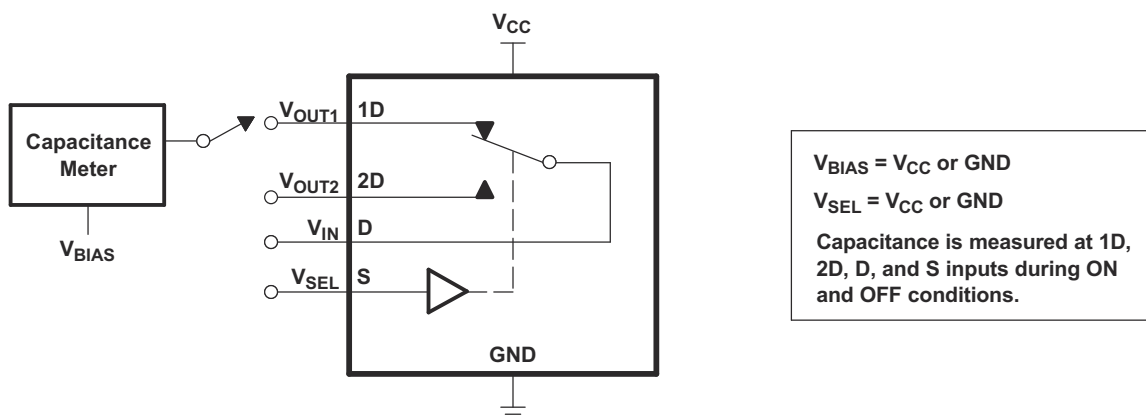 VCC
Capacitance
Meter
VBIAS
VOUT1 1D
VOUT2 2D
VIN D
VSEL S
GND
VBIAS = VCC or GND
VSEL = VCC or GND
Capacitance is measured at 1D,
2D, D, and S inputs during ON
and OFF conditions.